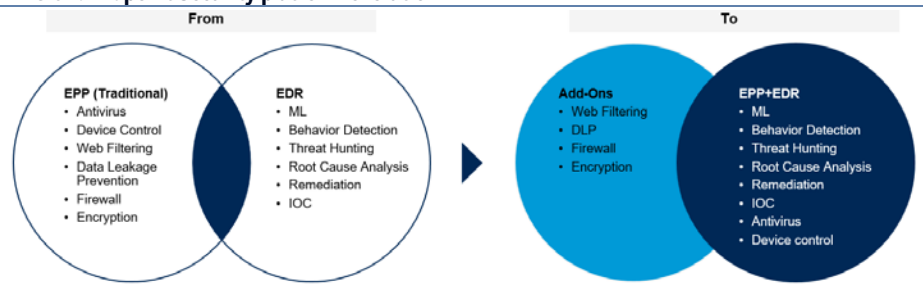 From
To
EPP (Traditional)
• Antivirus
• Device Control
• Web Filtering
• Data Leakage
Prevention
• Firewall
• Encryption
EDR
• ML
• Behavior Detection
• Threat Hunting
• Root Cause Analysis
• Remediation
• IOC
Add-Ons
• Web Filtering
• DLP
• Firewall
• Encryption
EPP+EDR
• ML
• Behavior Detection
• Threat Hunting
• Root Cause Analysis
• Remediation
• IOC
• Antivirus
• Device control